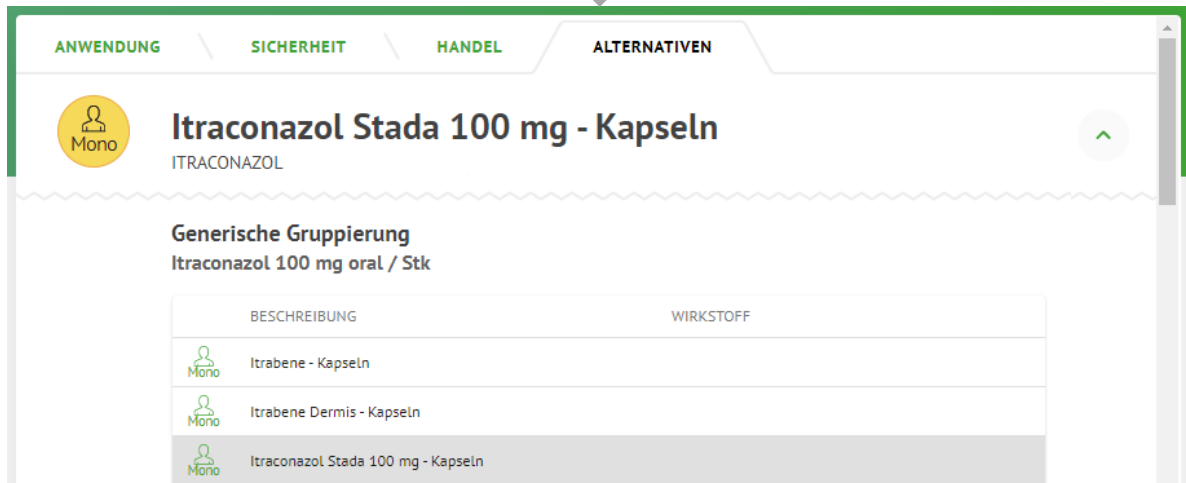 ANWENDUNG SICHERHEIT HANDEL ALTERNATIVEN
Mono
Itraconazol Stada 100 mg - Kapseln
ITRACONAZOL
Generische Gruppierung
Itraconazol 100 mg oral / Stk
BESCHREIBUNG WIRKSTOFF
Mono Itrabene - Kapseln
Mono Itrabene Dermis - Kapseln
Mono Itraconazol Stada 100 mg - Kapseln